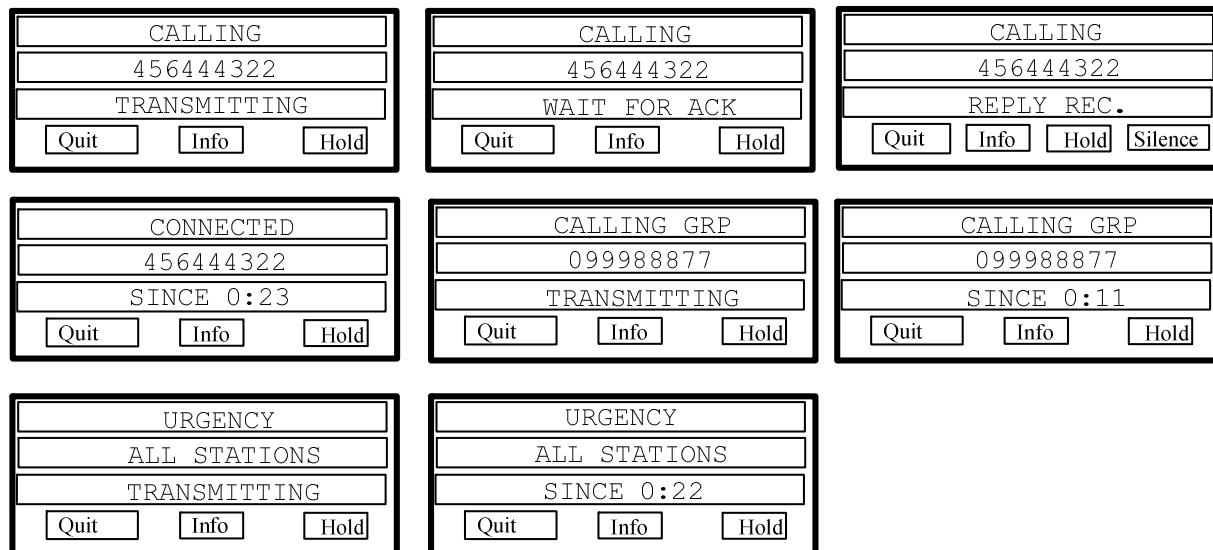 CALLING
456444322
TRANSMITTING
Quit Info Hold
CALLING
456444322
WAIT FOR ACK
Quit Info Hold
CALLING
456444322
REPLY REC.
Quit Info Hold Silence
CONNECTED
456444322
SINCE 0:23
Quit Info Hold
CALLING GRP
099988877
TRANSMITTING
Quit Info Hold
CALLING GRP
099988877
SINCE 0:11
Quit Info Hold
URGENCY
ALL STATIONS
TRANSMITTING
Quit Info Hold
URGENCY
ALL STATIONS
SINCE 0:22
Quit Info Hold